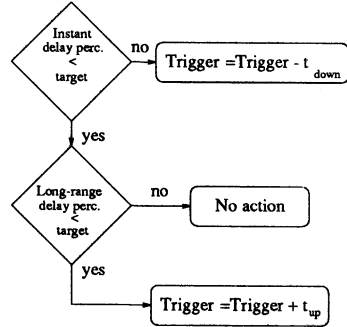 Instant
delay perc.
<
target
no
Trigger =Trigger - t down
yes
Long-range
delay perc.
<
target
no
No action
yes
Trigger =Trigger + t up